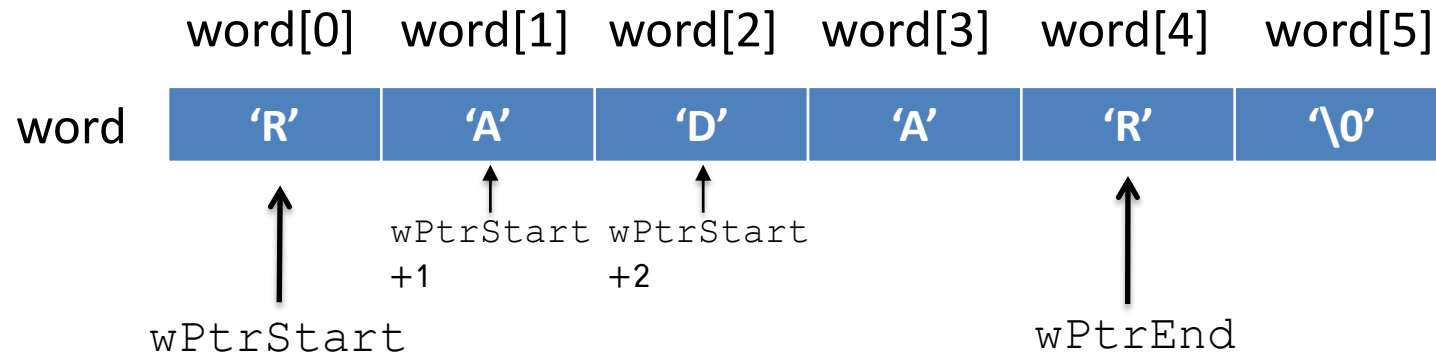 word[0] word[1] word[2] word[3] word[4] word[5]
word ‘R’ ‘A’ ‘D’ ‘A’ ‘R’ ‘\0’
wPtrStart wPtrStart
+1 +2
wPtrStart wPtrEnd